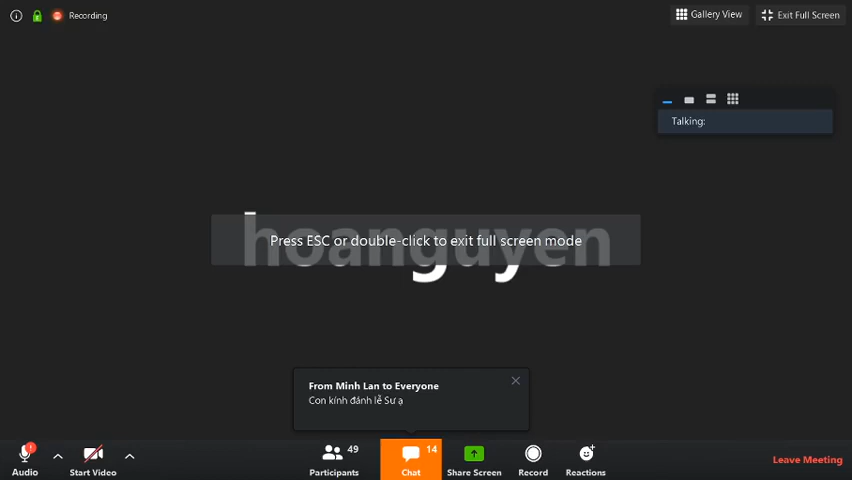 Recording
Gallery View
Exit Full Screen
Talking:
hoanguyen
Press ESC or double-click to exit full screen mode
From Minh Lan to Everyone
Con kính đảnh lễ Sư ạ
Audio
Start Video
49
Participants
14
Chat
Share Screen
Record
Reactions
Leave Meeting